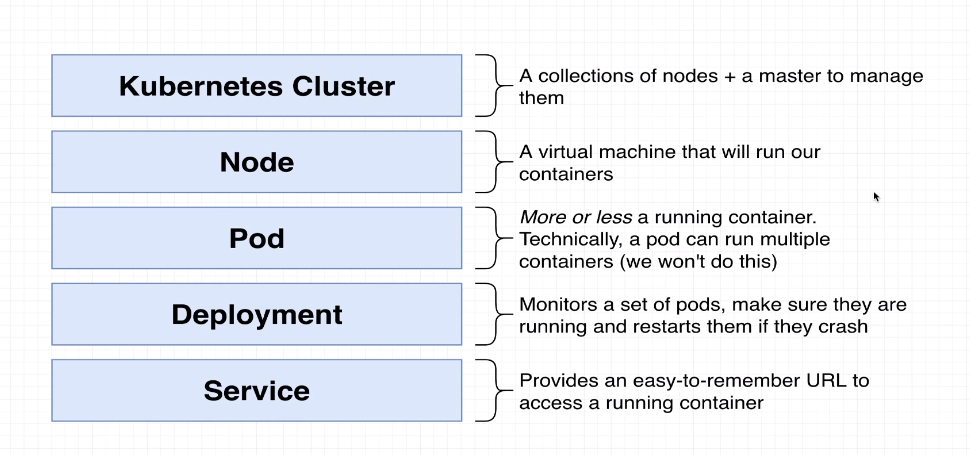 Kubernetes Cluster
A collections of nodes + a master to manage
them
Node
A virtual machine that will run our
containers
Pod
More or less a running container.
Technically, a pod can run multiple
containers (we won't do this)
Deployment
Monitors a set of pods, make sure they are
running and restarts them if they crash
Service
Provides an easy-to-remember URL to
access a running container